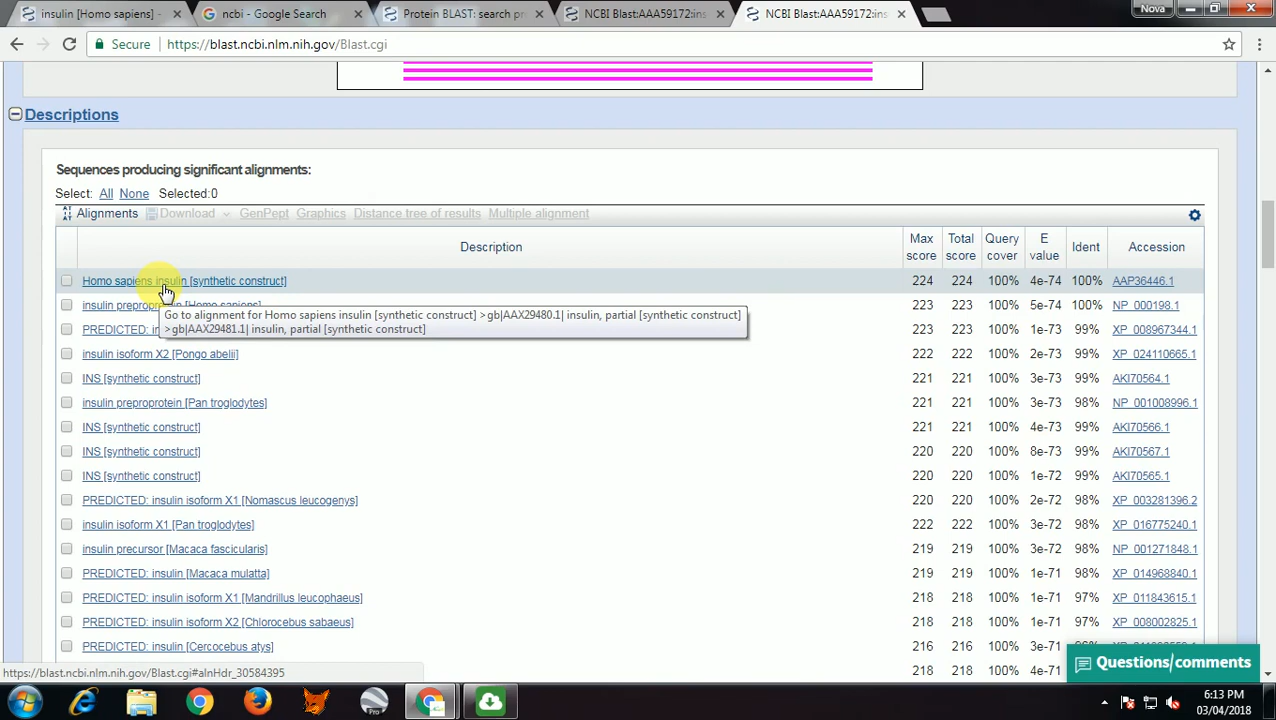 insulin [Homo sapiens] -
ncbi - Google Search
Protein BLAST: search pro
NCBI Blast:AAA59172:ins
NCBI Blast:AAA59172:ins
Nova
Secure
https://blast.ncbi.nlm.nih.gov/Blast.cgi
Descriptions
Sequences producing significant alignments:
Select: All None Selected:0
Alignments Download GenPept Graphics Distance tree of results Multiple alignment
Description Max score Total score Query cover E value Ident Accession
Homo sapiens insulin [synthetic construct] 224 224 100% 4e-74 100% AAP36446.1
insulin preproprotein [Homo sapiens] 223 223 100% 5e-74 100% NP_000198.1
Go to alignment for Homo sapiens insulin [synthetic construct] >gb|AAX29480.1| insulin, partial [synthetic construct]
>gb|AAX29481.1| insulin, partial [synthetic construct]
PREDICTED: 223 223 100% 1e-73 99% XP_008967344.1
insulin isoform X2 [Pongo abelii] 222 222 100% 2e-73 99% XP_024110665.1
INS [synthetic construct] 221 221 100% 3e-73 99% AKI70564.1
insulin preproprotein [Pan troglodytes] 221 221 100% 3e-73 98% NP_001008996.1
INS [synthetic construct] 221 221 100% 4e-73 99% AKI70566.1
INS [synthetic construct] 220 220 100% 8e-73 99% AKI70567.1
INS [synthetic construct] 220 220 100% 9e-73 99% AKI70565.1
PREDICTED: insulin isoform X1 [Nomascus leucogenys] 220 220 100% 2e-72 98% XP_003281396.2
insulin isoform X1 [Pan troglodytes] 222 222 100% 3e-72 98% XP_016775240.1
insulin precursor [Macaca fascicularis] 219 219 100% 3e-72 98% NP_001271848.1
PREDICTED: insulin [Macaca mulatta] 219 219 100% 1e-71 98% XP_014968840.1
PREDICTED: insulin isoform X1 [Mandrillus leucophaeus] 218 218 100% 1e-71 97% XP_011843615.1
PREDICTED: insulin isoform X2 [Chlorocebus sabaeus] 218 218 100% 1e-71 97% XP_008002825.1
PREDICTED: insulin [Cercocebus atys] 216 216 100% 3e-71
218 218 100% 4e-71
Questions/comments
https://blast.ncbi.nlm.nih.gov/Blast.cgi#alnHdr_30584395
Pro
6:13 PM
03/04/2018